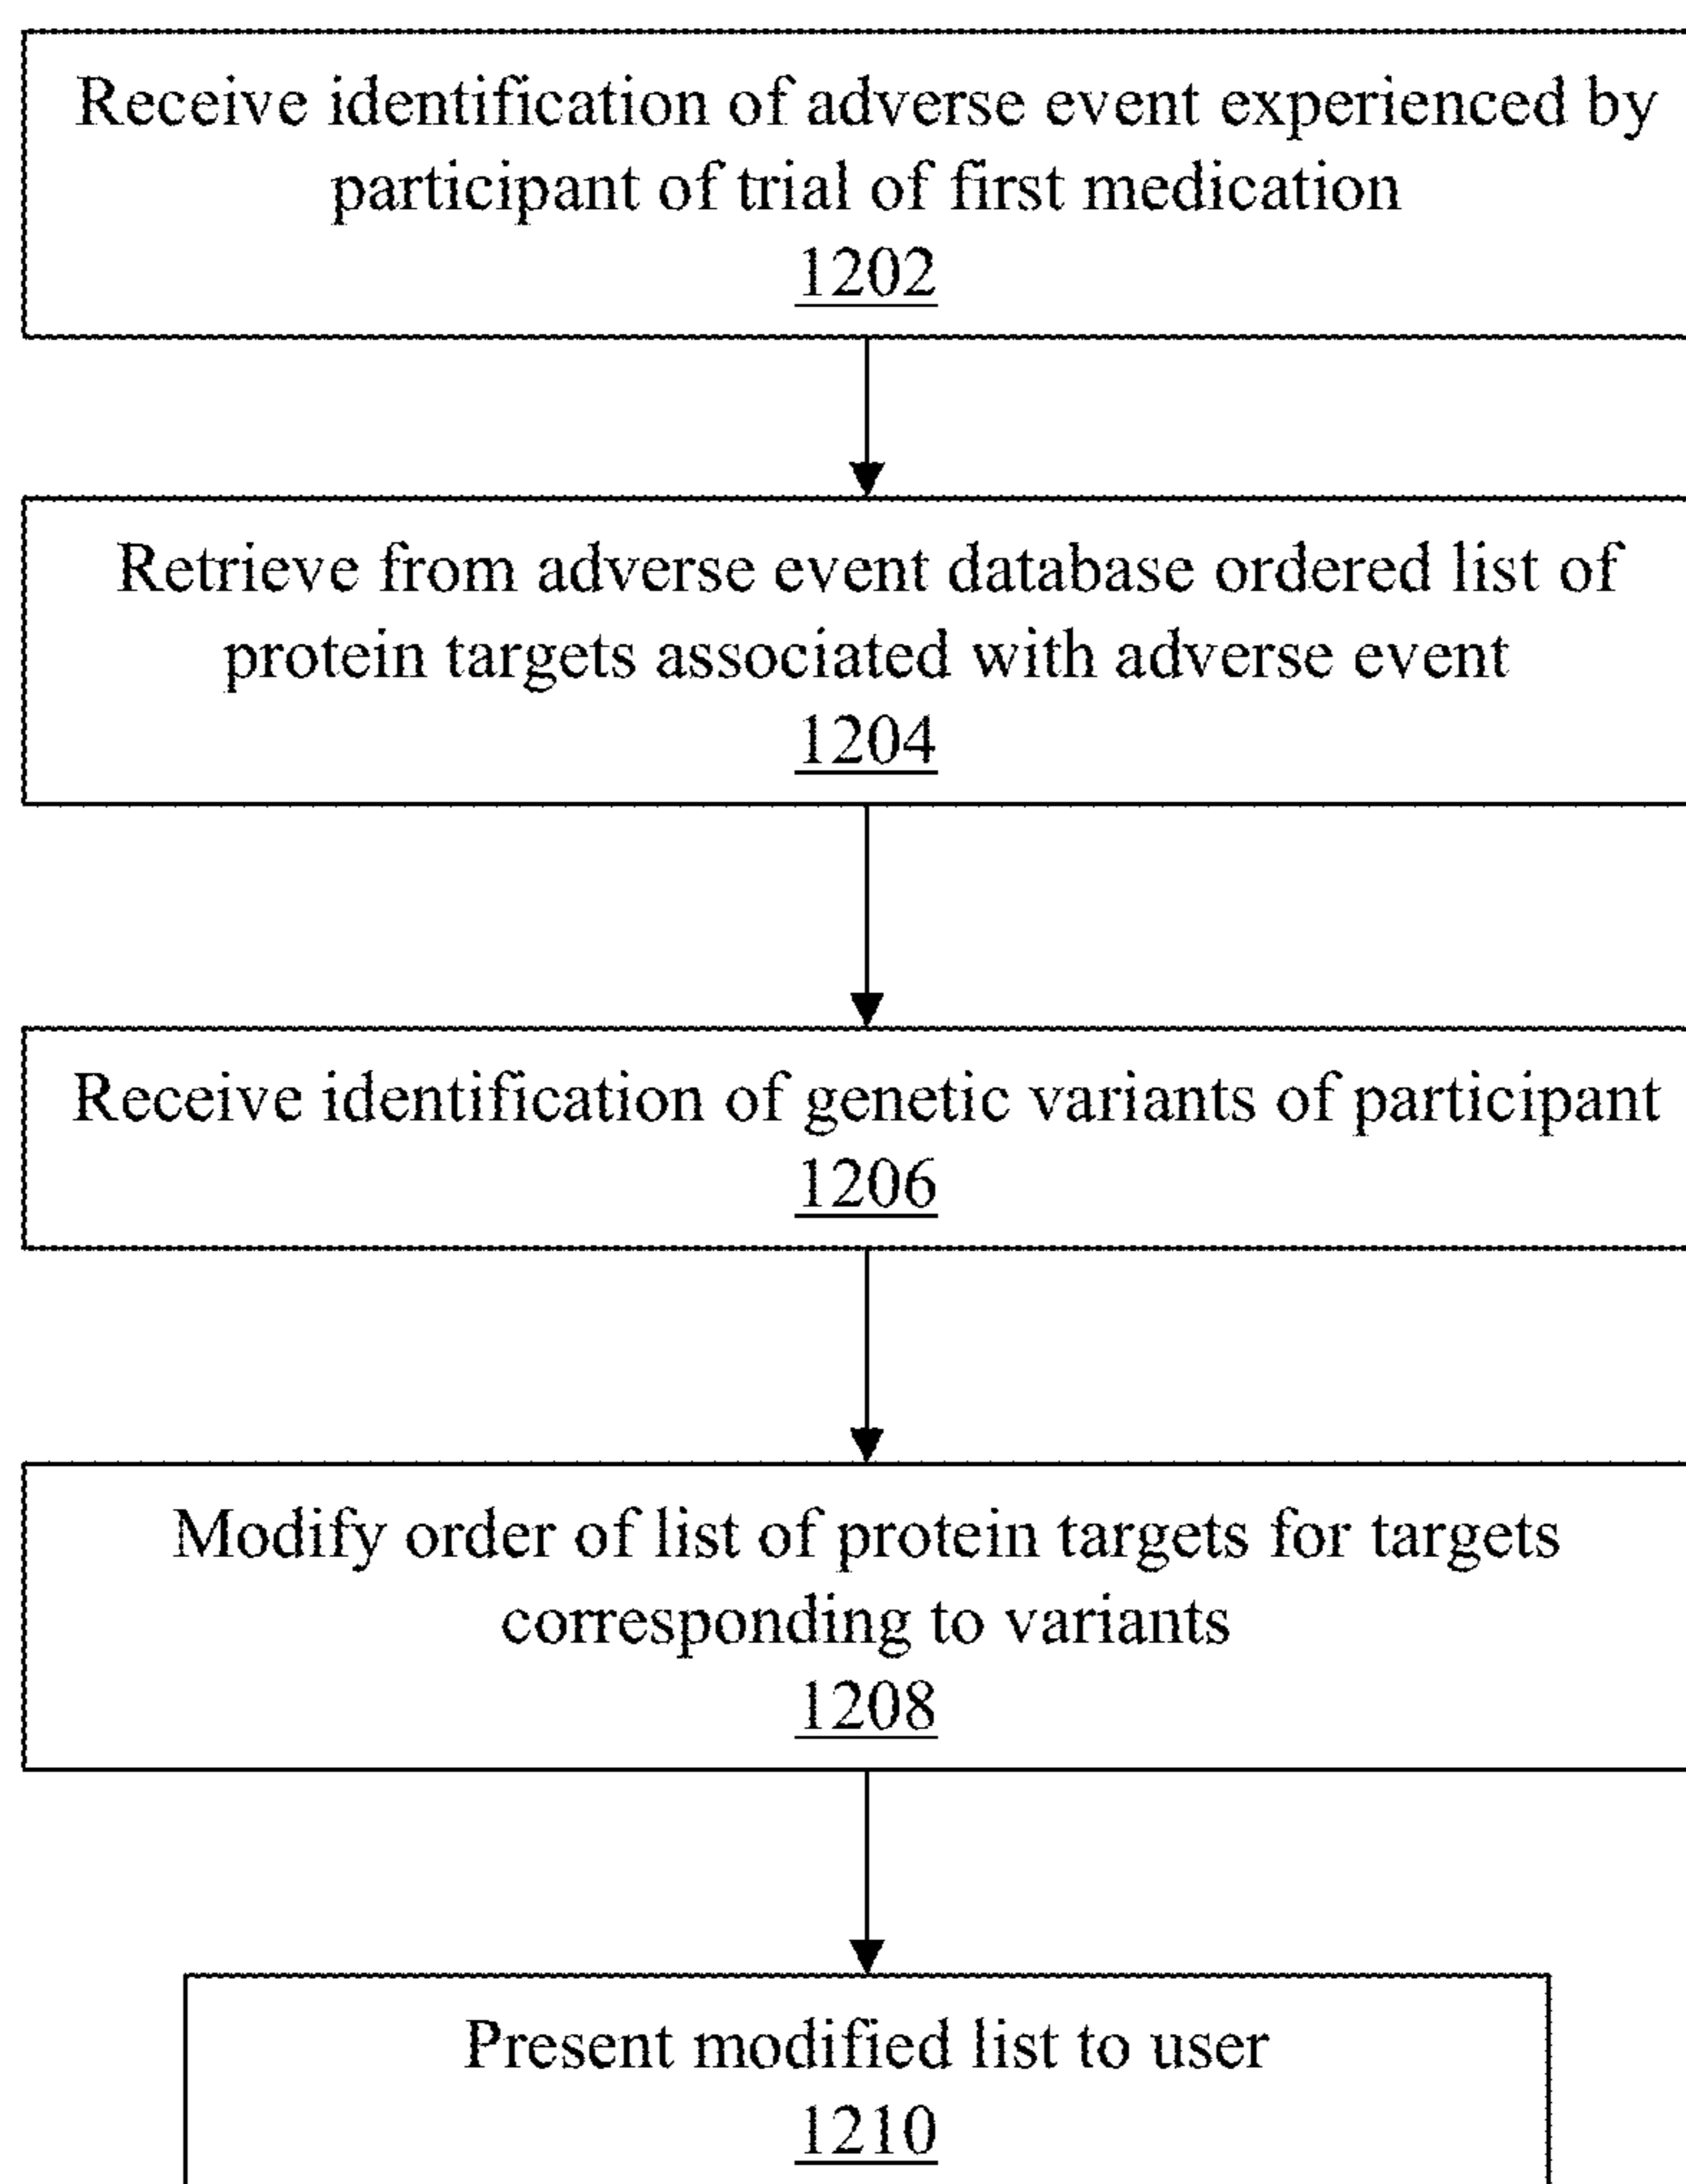 Receive identification of adverse event experienced by
participant of trial of first medication
1202
Retrieve from adverse event database ordered list of
protein targets associated with adverse event
1204
Receive identification of genetic variants of participant
1206
Modify order of list of protein targets for targets
corresponding to variants
1208
Present modified list to user
1210